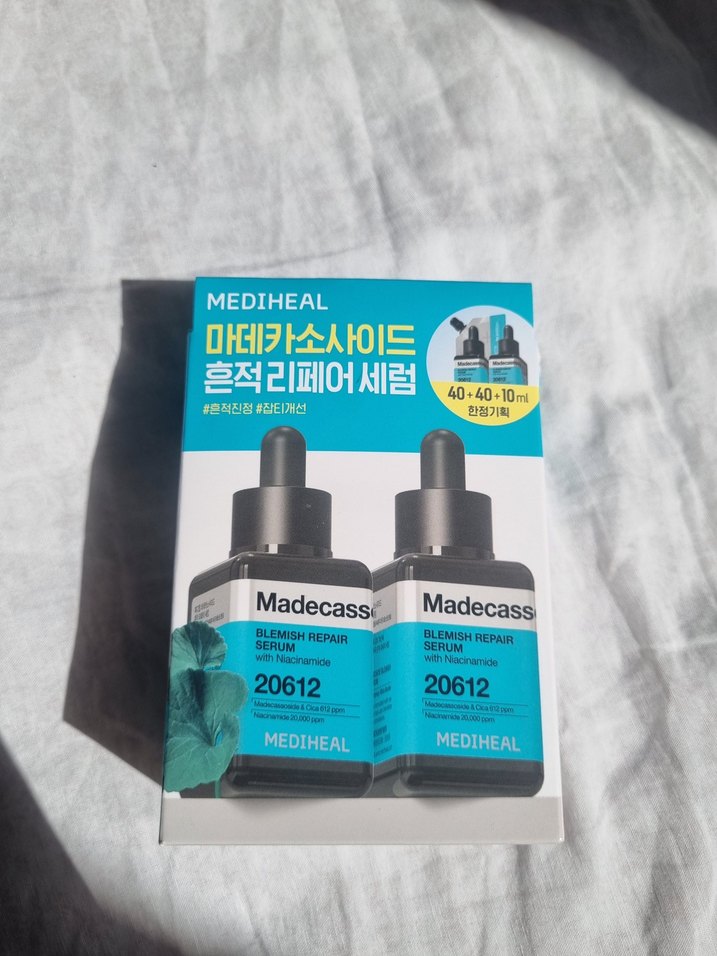 MEDIHEAL
마데카소사이드
흔적 리페어 세럼
#흔적진정 #잡티개선
40+40+10ml
한정기획
Madecass
BLEMISH REPAIR
SERUM
with Niacinamide
20612
Madecassoside & Cica 612 ppm
Niacinamide 20,000 ppm
MEDIHEAL
Madecass
BLEMISH REPAIR
SERUM
with Niacinamide
20612
Madecassoside & Cica 612 ppm
Niacinamide 20,000 ppm
MEDIHEAL